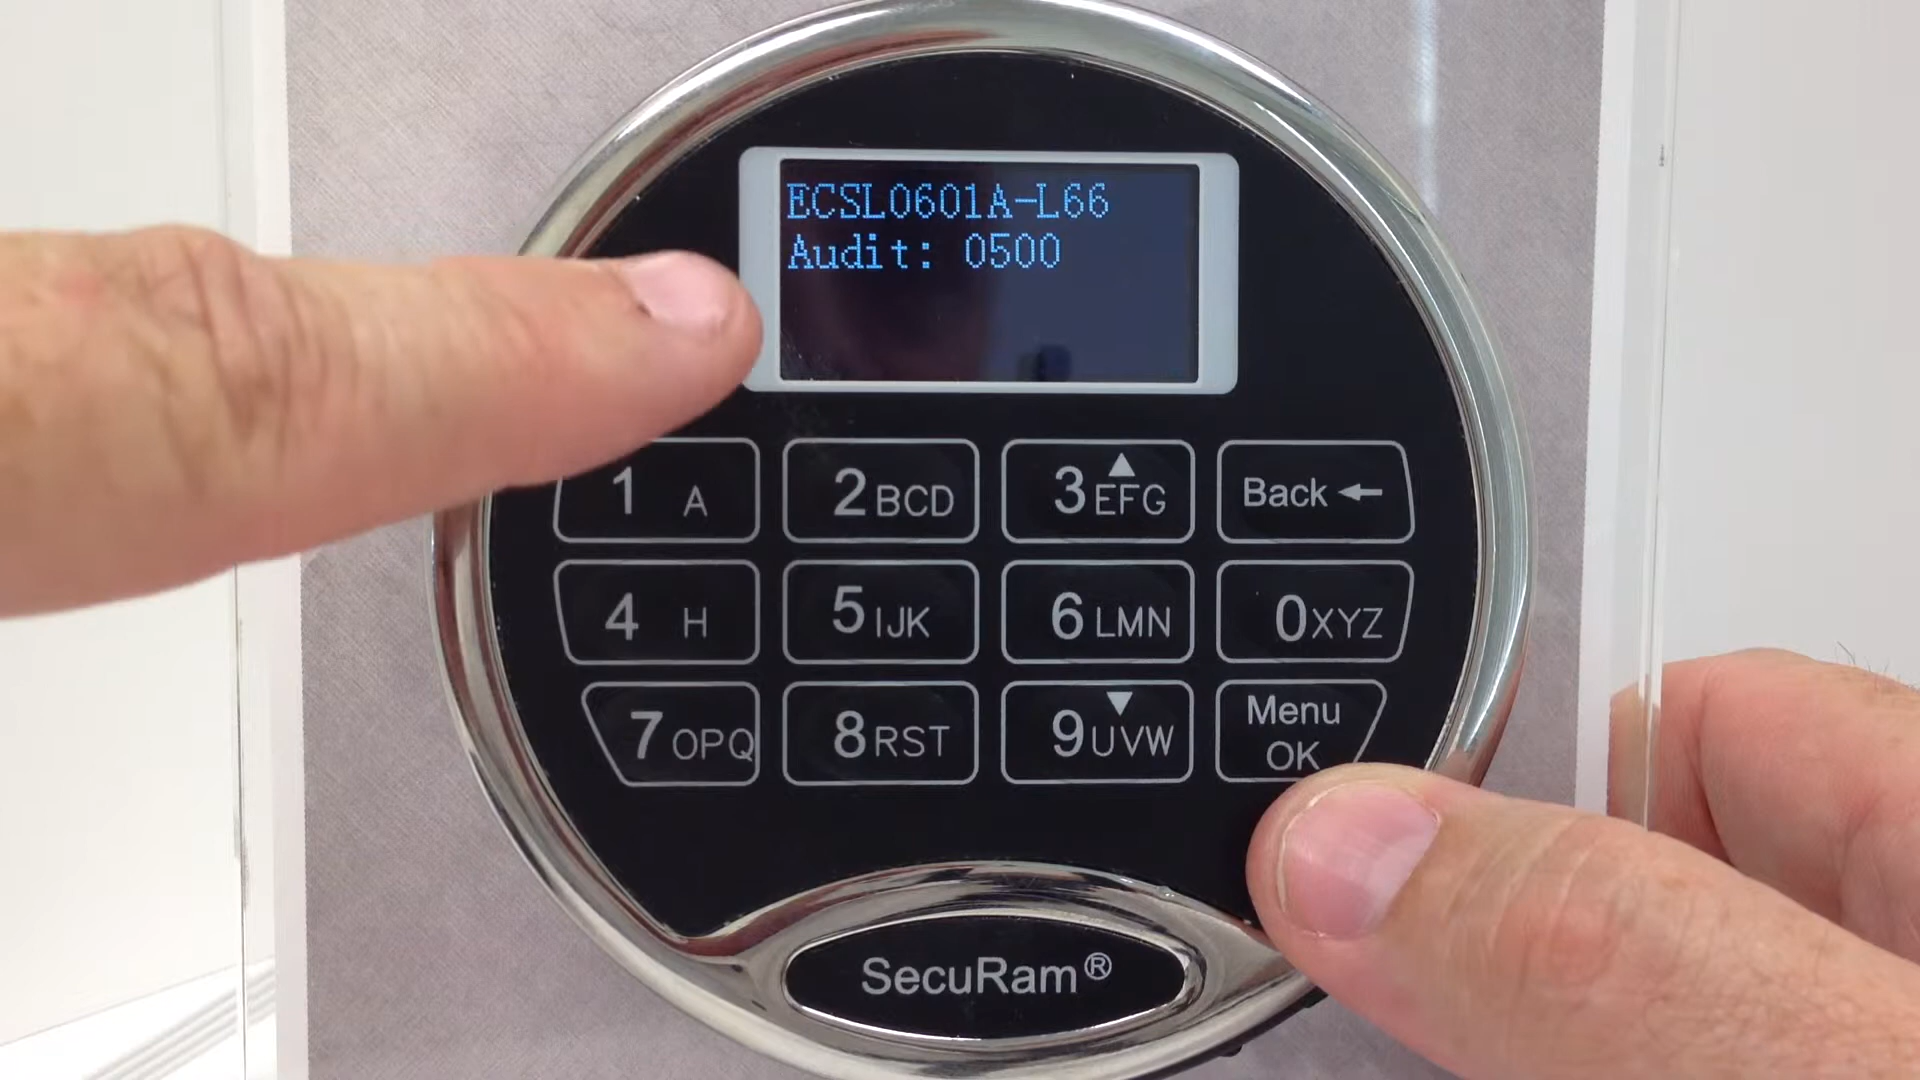 ECSL0601A-L66
Audit: 0500
1 A
2 BCD
3 EFG
Back
4 H
5 IJK
6 LMN
0 XYZ
7 OPQ
8 RST
9 UVW
Menu
OK
SecuRam®